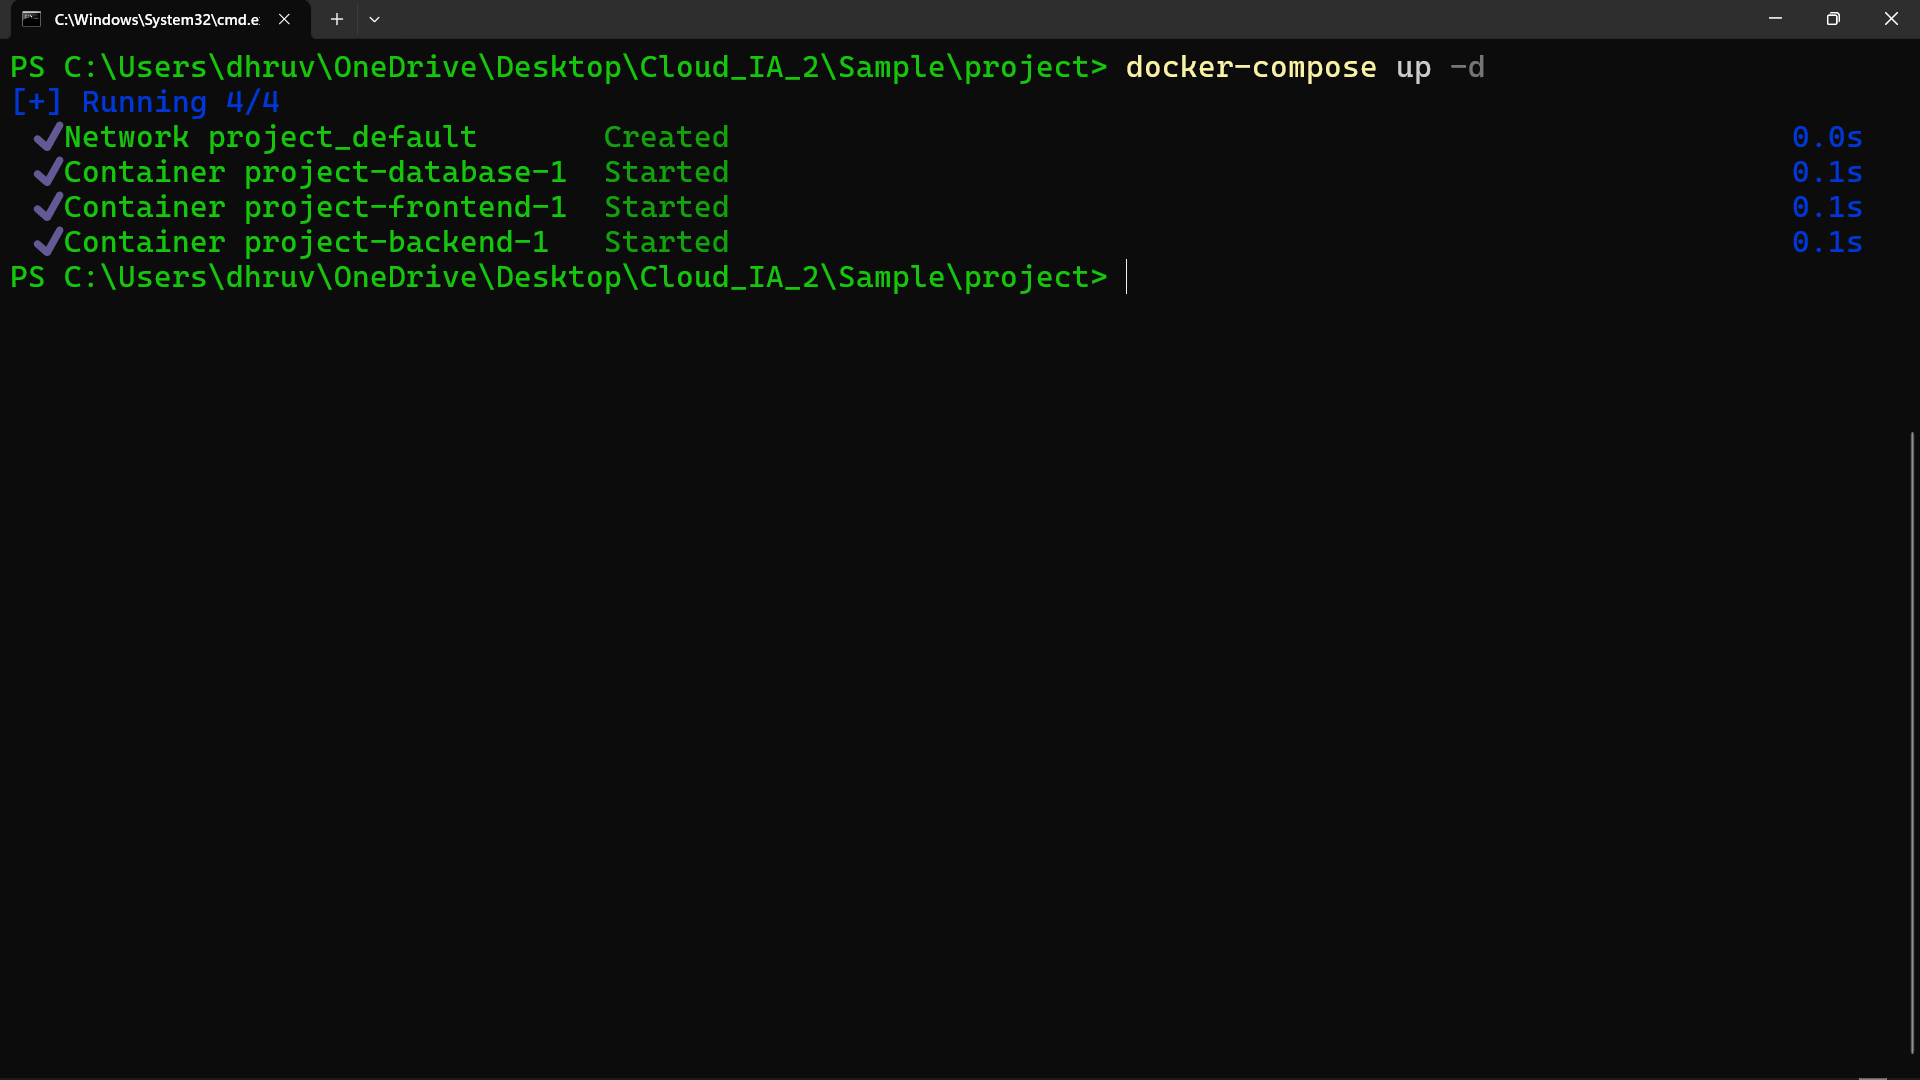 C:\Windows\System32\cmd.e
PS C:\Users\dhruv\OneDrive\Desktop\Cloud_IA_2\Sample\project> docker-compose up -d
[+] Running 4/4
✔Network project_default Created 0.0s
✔Container project-database-1 Started 0.1s
✔Container project-frontend-1 Started 0.1s
✔Container project-backend-1 Started 0.1s
PS C:\Users\dhruv\OneDrive\Desktop\Cloud_IA_2\Sample\project>